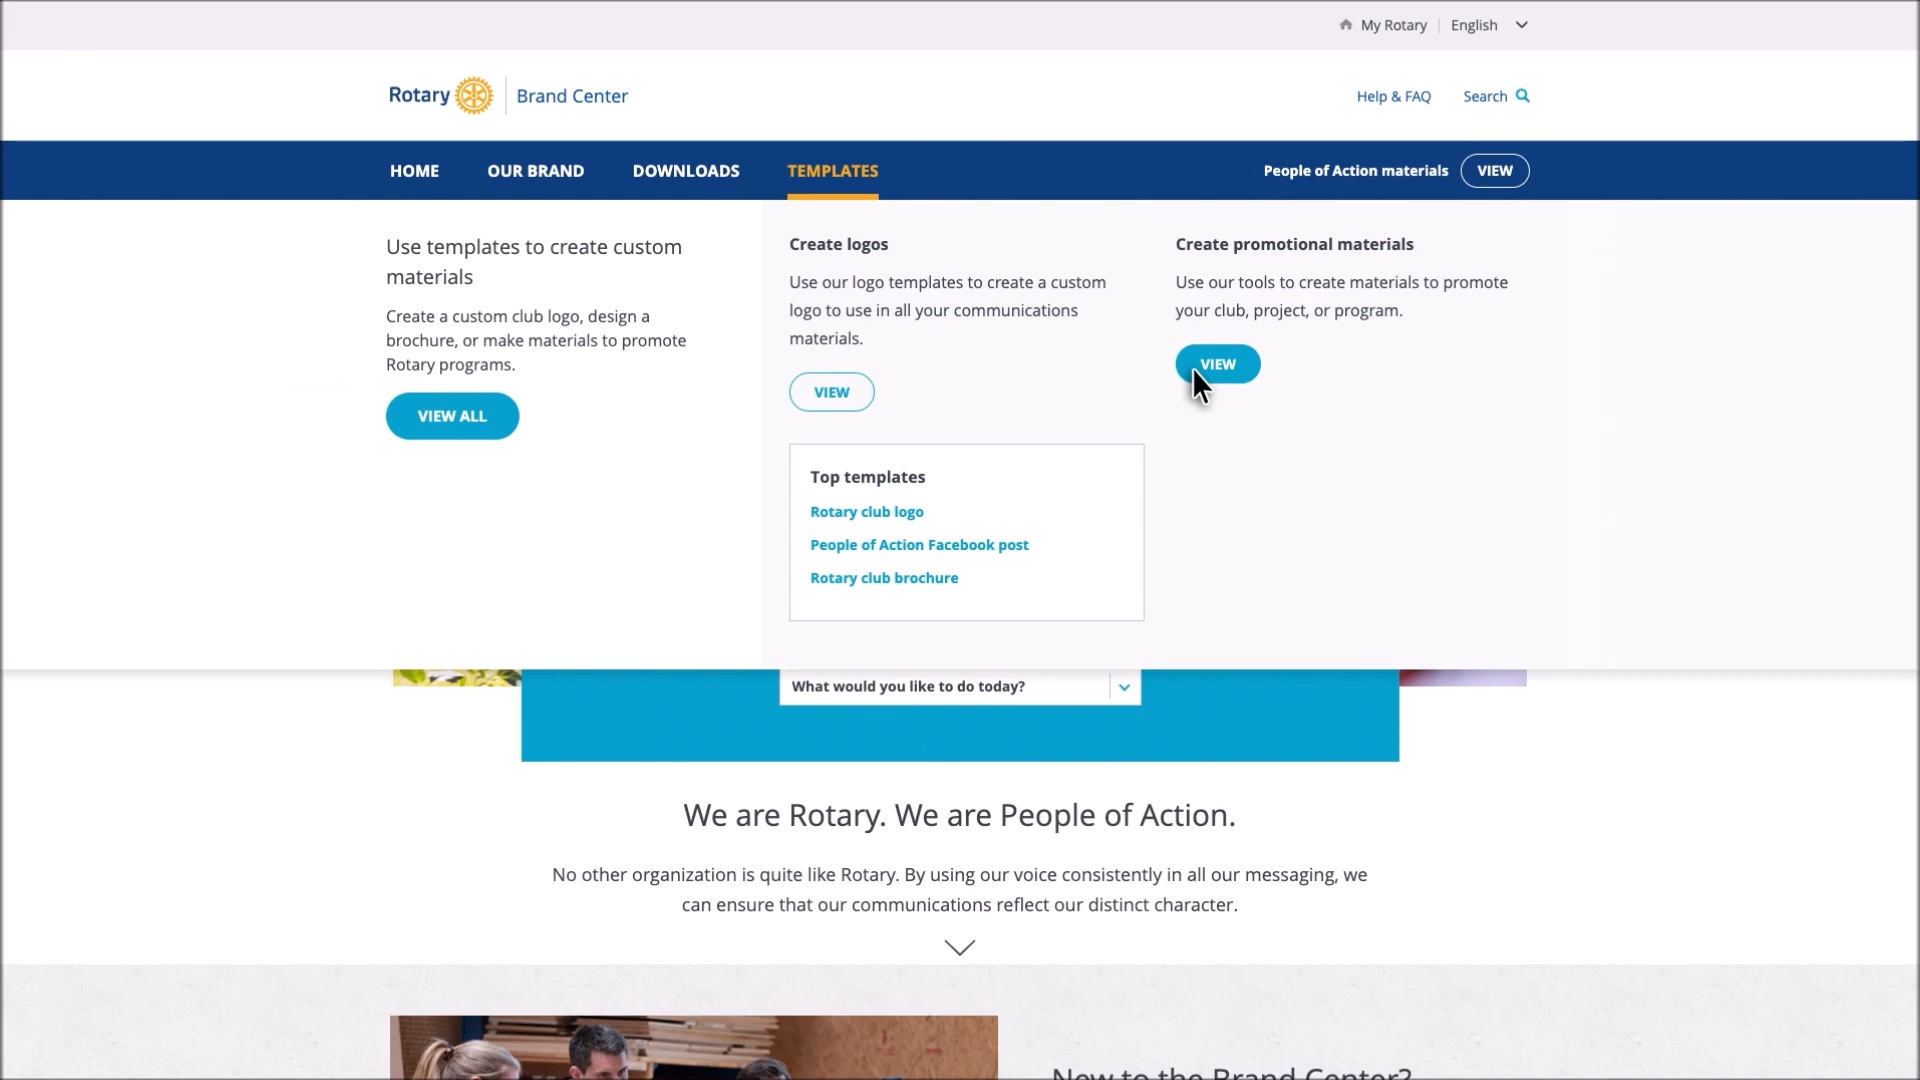 My Rotary
English
Rotary
Brand Center
Help & FAQ
Search
HOME
OUR BRAND
DOWNLOADS
TEMPLATES
People of Action materials
VIEW
Use templates to create custom
materials
Create a custom club logo, design a
brochure, or make materials to promote
Rotary programs.
VIEW ALL
Create logos
Use our logo templates to create a custom
logo to use in all your communications
materials.
VIEW
Top templates
Rotary club logo
People of Action Facebook post
Rotary club brochure
Create promotional materials
Use our tools to create materials to promote
your club, project, or program.
VIEW
What would you like to do today?
We are Rotary. We are People of Action.
No other organization is quite like Rotary. By using our voice consistently in all our messaging, we
can ensure that our communications reflect our distinct character.
New to the Brand Center?